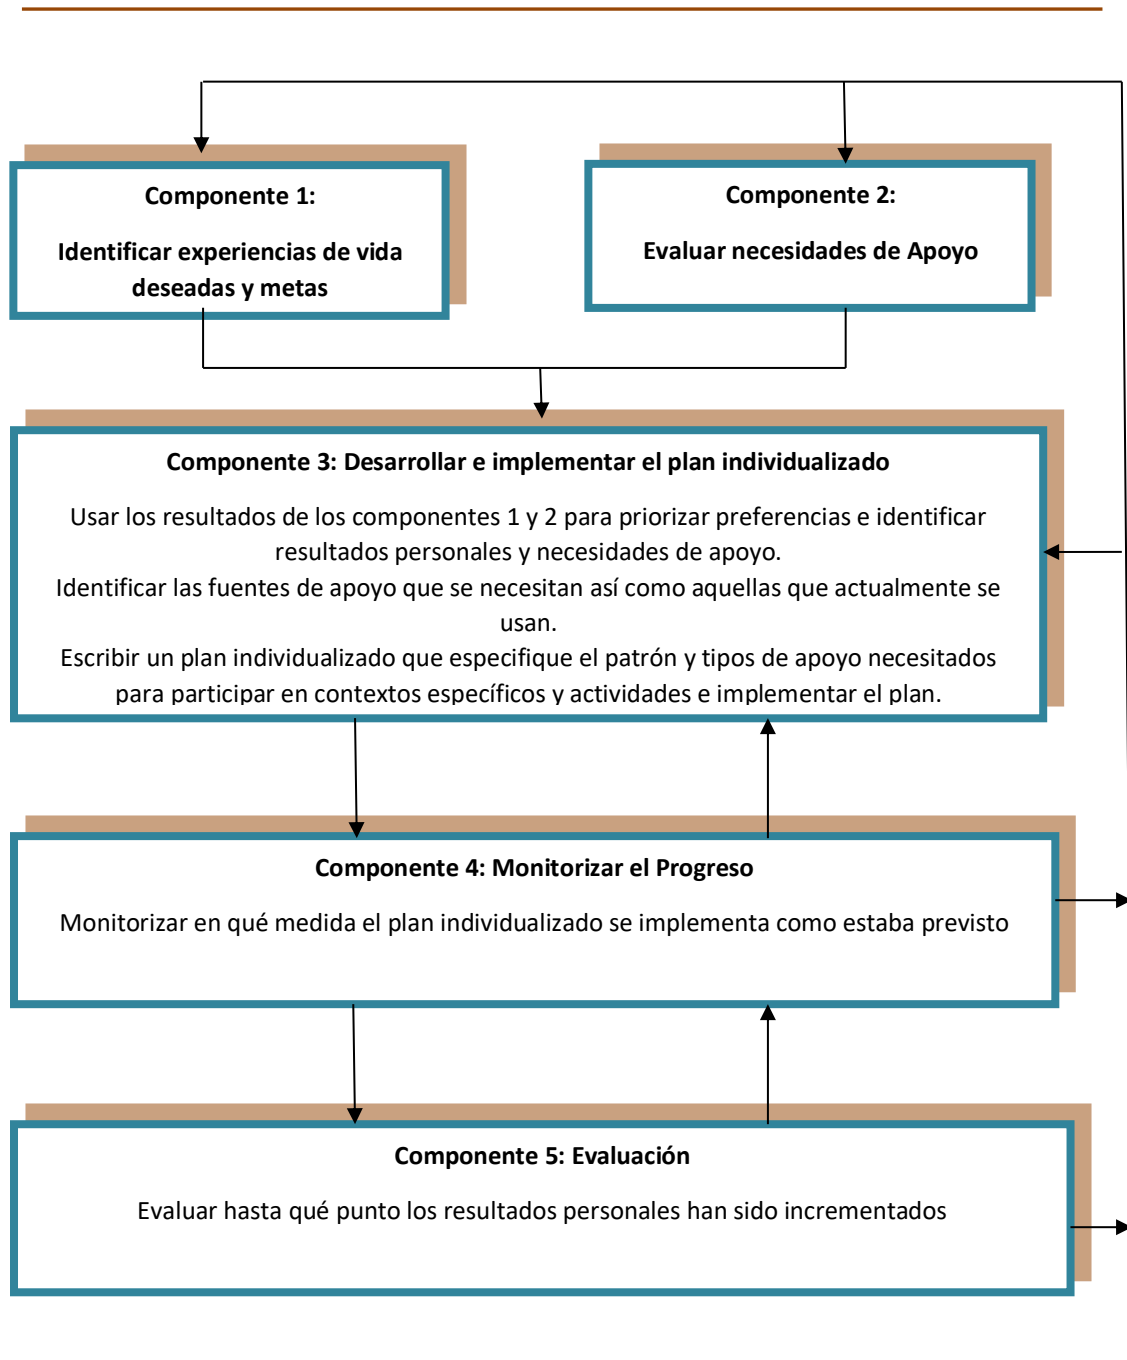 Componente 1:
Identificar experiencias de vida
deseadas y metas
Componente 2:
Evaluar necesidades de Apoyo
Componente 3: Desarrollar e implementar el plan individualizado
Usar los resultados de los componentes 1 y 2 para priorizar preferencias e identificar
resultados personales y necesidades de apoyo.
Identificar las fuentes de apoyo que se necesitan así como aquellas que actualmente se
usan.
Escribir un plan individualizado que especifique el patrón y tipos de apoyo necesitados
para participar en contextos específicos y actividades e implementar el plan.
Componente 4: Monitorizar el Progreso
Monitorizar en qué medida el plan individualizado se implementa como estaba previsto
Componente 5: Evaluación
Evaluar hasta qué punto los resultados personales han sido incrementados